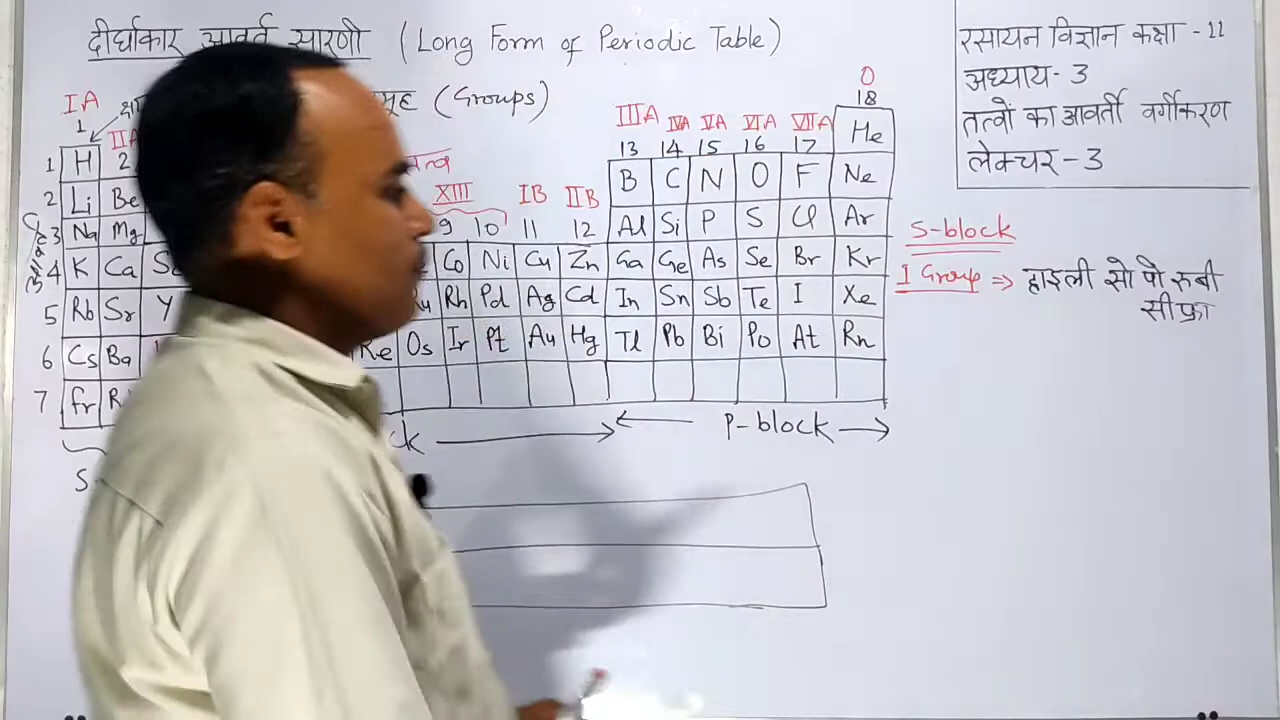 दीर्घाकार आवर्त सारणी (Long Form of Periodic Table)
रसायन विज्ञान कक्षा - 11
अध्याय- 3
तत्वों का आवर्ती वर्गीकरण
लेक्चर - 3
(Groups)
0
18
IA
1
IIA
2
IIIA IVA VA VIA VIIA
13 14 15 16 17
XIII IB IIB
9 10 11 12
1 H He
2 Li Be B C N O F Ne
3 Na Mg Al Si P S Cl Ar
4 K Ca Co Ni Cu Zn Ga Ge As Se Br Kr
5 Rb Sr Y Rh Pd Ag Cd In Sn Sb Te I Xe
6 Cs Ba Re Os Ir Pt Au Hg Tl Pb Bi Po At Rn
7 fr
P-block
S-block
I Group ⇒ हाइली सो पो रूबी
सीफ्रा